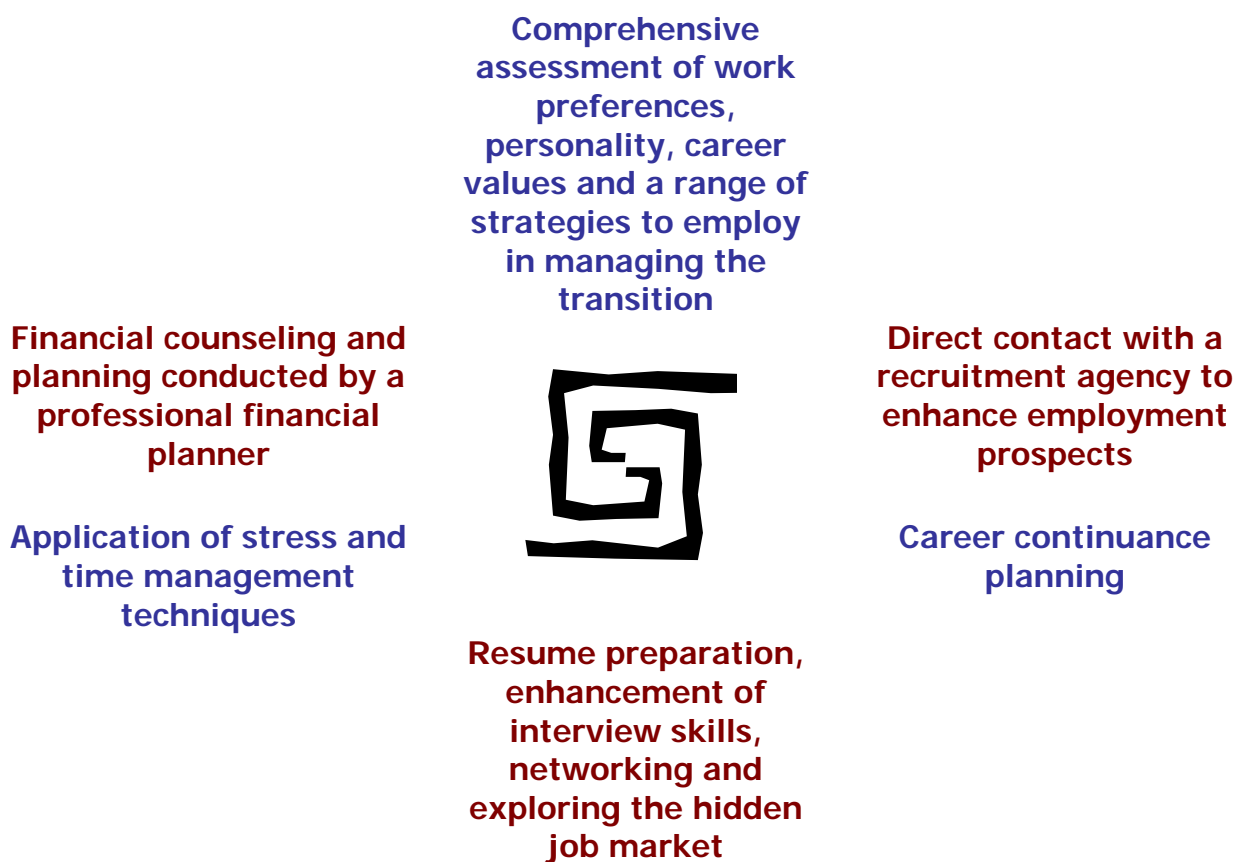 Comprehensive
assessment of work
preferences,
personality, career
values and a range of
strategies to employ
in managing the
transition
Financial counseling and
planning conducted by a
professional financial
planner
Direct contact with a
recruitment agency to
enhance employment
prospects
Application of stress and
time management
techniques
Career continuance
planning
Resume preparation,
enhancement of
interview skills,
networking and
exploring the hidden
job market